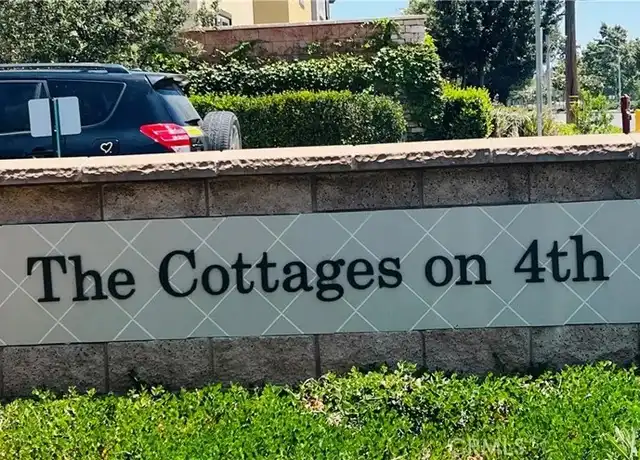 The Cottages on 4th
CRMLS